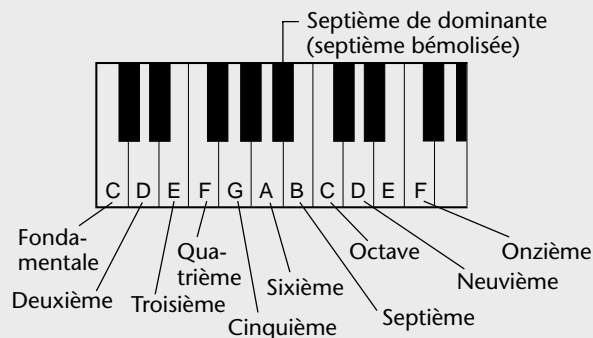 Septième de dominante
(septième bémolisée)
C D E F G A B C D E F
Fonda-
mentale
Deuxième
Troisième
Qua-
trième
Cinquième
Sixième
Septième
Octave
Neuvième
Onzième